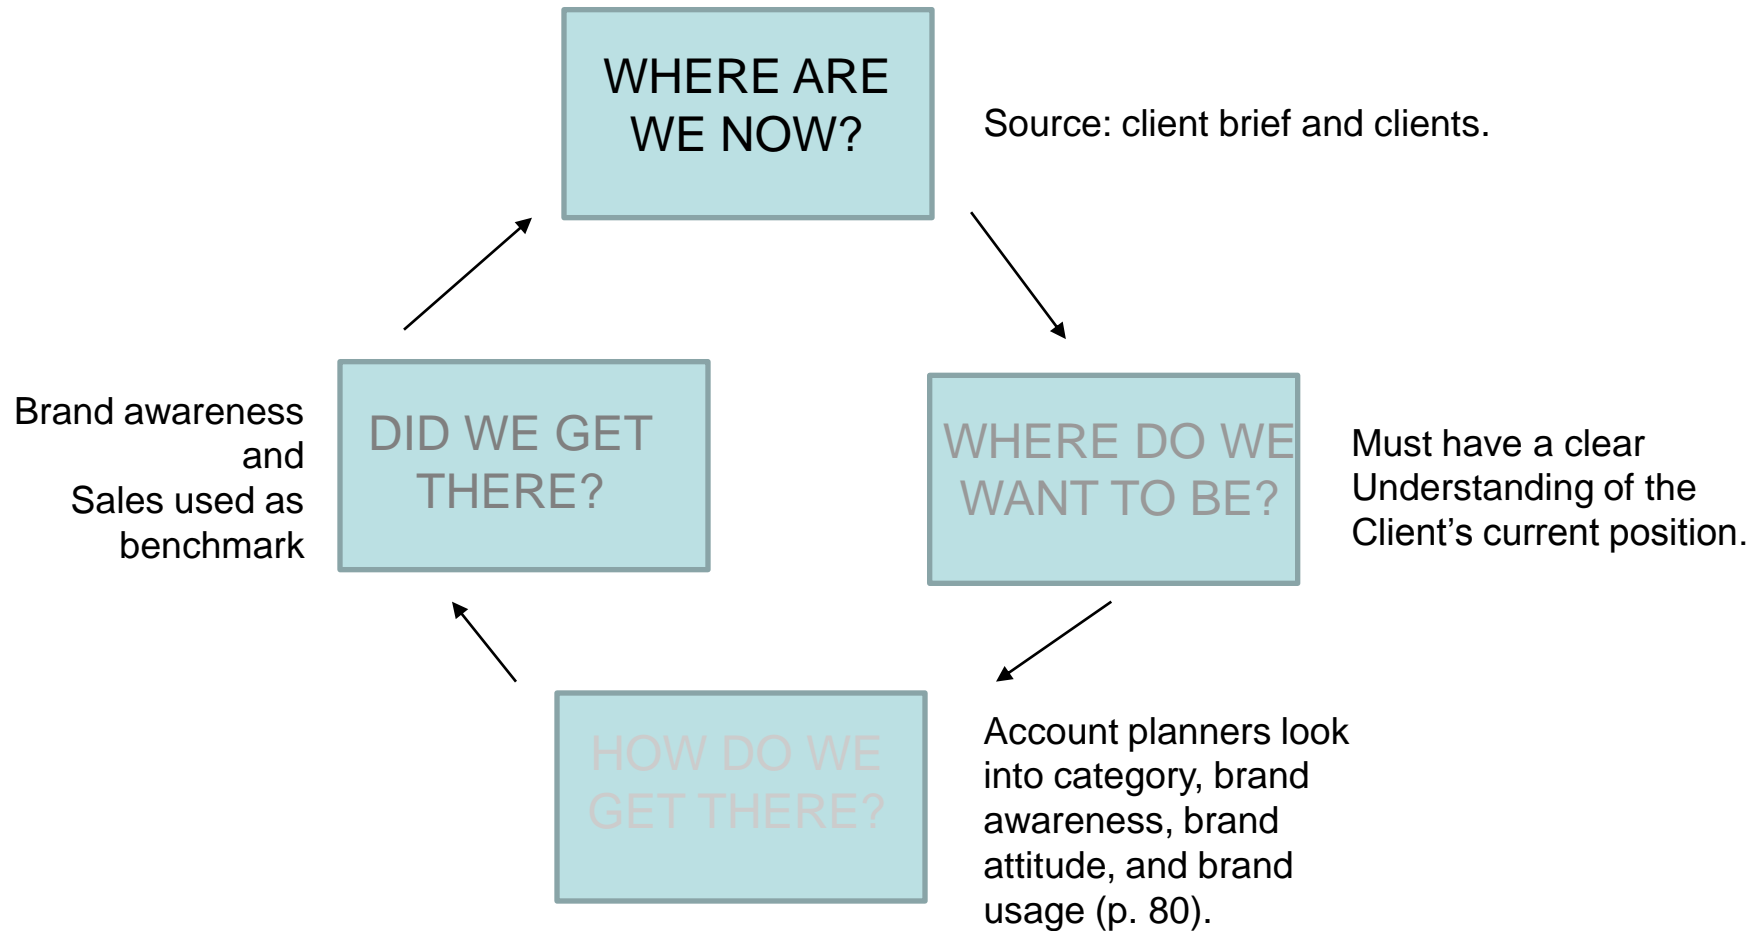 WHERE ARE
WE NOW?
Source: client brief and clients.
WHERE DO WE
WANT TO BE?
Must have a clear
Understanding of the
Client’s current position.
HOW DO WE
GET THERE?
Account planners look
into category, brand
awareness, brand
attitude, and brand
usage (p. 80).
DID WE GET
THERE?
Brand awareness
and
Sales used as
benchmark